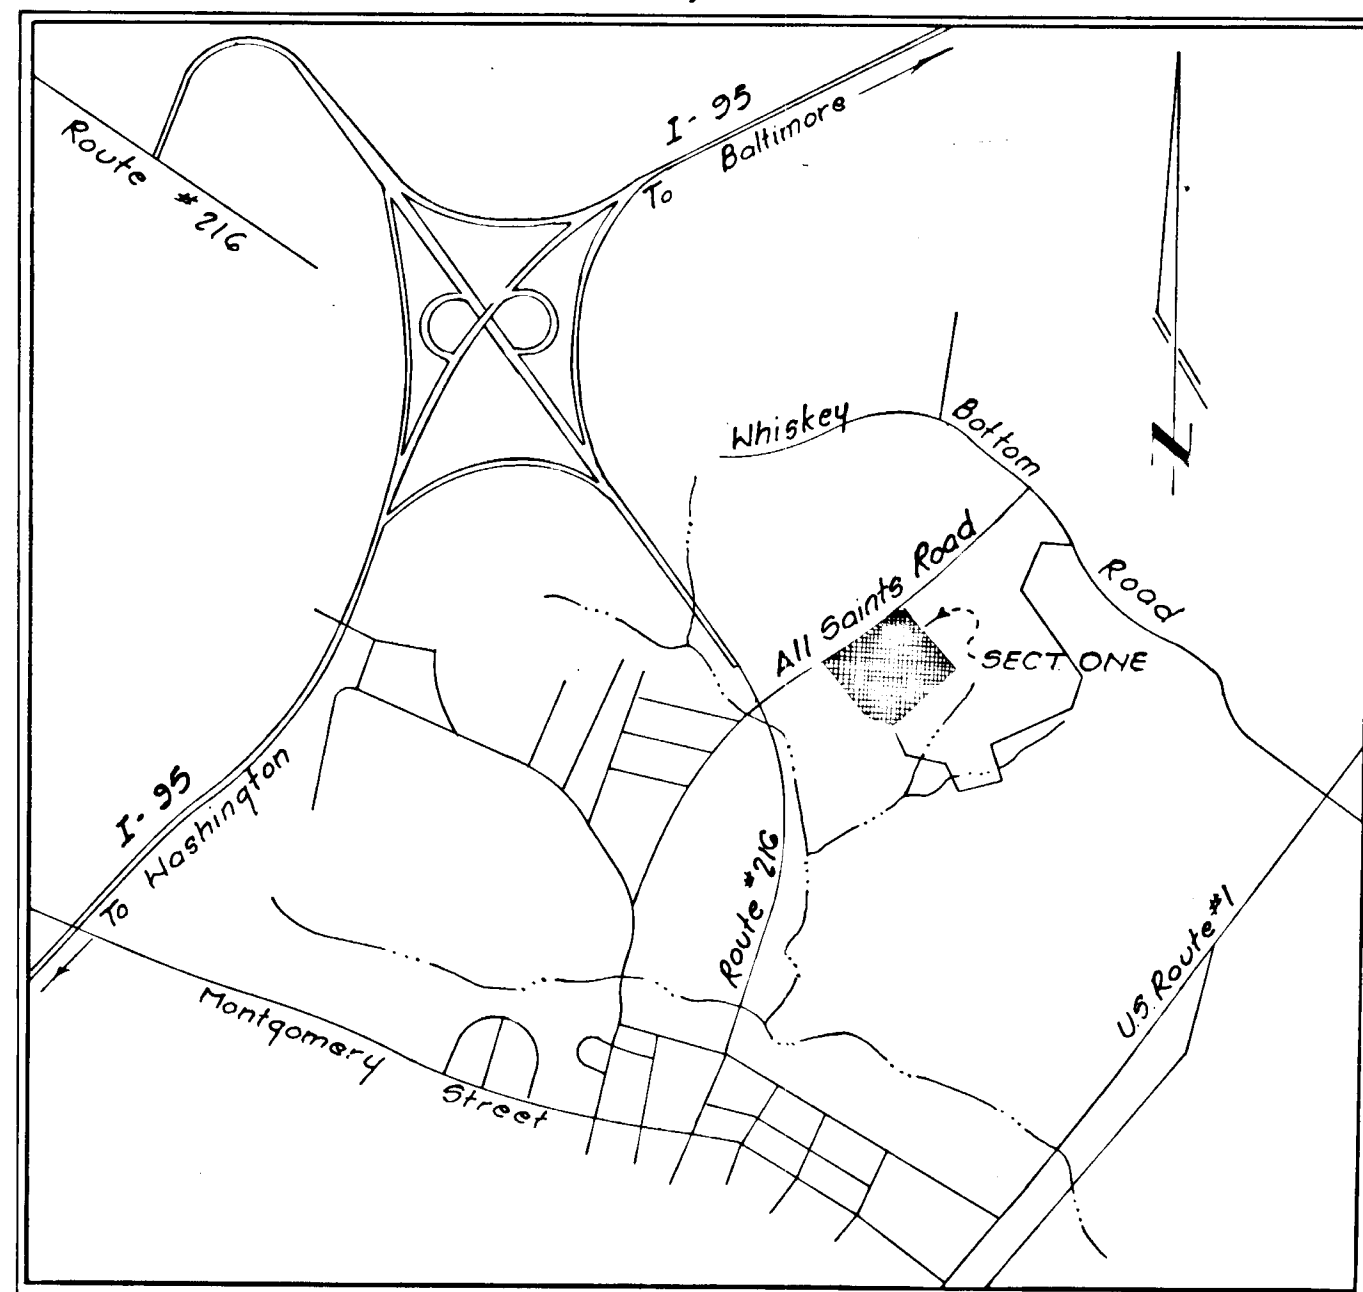 I-95
To Baltimore
Route #216
Whiskey Bottom Road
All Saints Road
SECT. ONE
I-95
To Washington
Route #216
U.S. Route #1
Montgomery Street
N